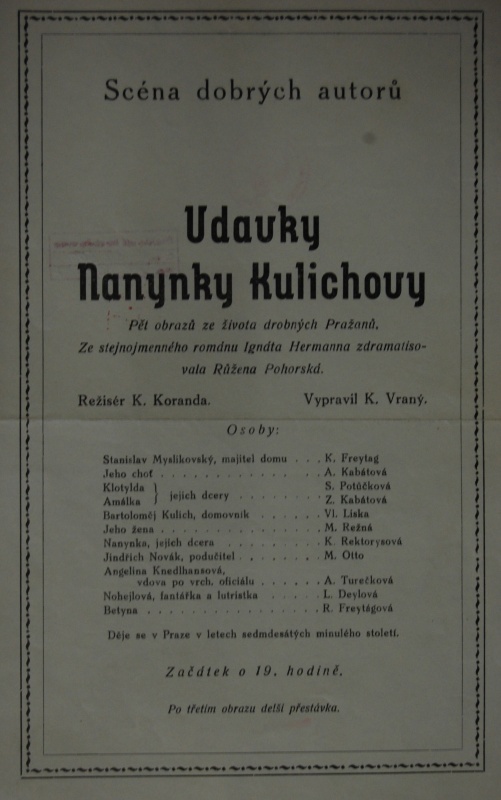 Scéna dobrých autorů
Udavky
Nanynky Kulichovy
Pět obrazů ze života drobných Pražanů.
Ze stejnojmenného románu Ignáta Hermanna zdramatiso-
vala Růžena Pohorská.
Režisér K. Koranda. Vypravil K. Vraný.
Osoby:
Stanislav Myslikovský, majitel domu . . . K. Freytag
Jeho choť . . . . . . . . . . . . . . . A. Kabátová
Klotylda } jejich dcery . . . . . . . . S. Potůčková
Amálka } Z. Kabátová
Bartoloměj Kulich, domovník . . . . . . Vl. Liska
Jeho žena . . . . . . . . . . . . . . . M. Režná
Nanynka, jejich dcera . . . . . . . . . K. Rektorysová
Jindřich Novák, podučitel . . . . . . . M. Otto
Angelina Knedlhansová,
vdova po vrch. oficiálu . . . . . . A. Turečková
Nohejlová, fantářka a lutristka . . . . . L. Deylová
Betyna . . . . . . . . . . . . . . . . R. Freytágová
Děje se v Praze v letech sedmdesátých minulého století.
Začátek o 19. hodině.
Po třetím obrazu delší přestávka.